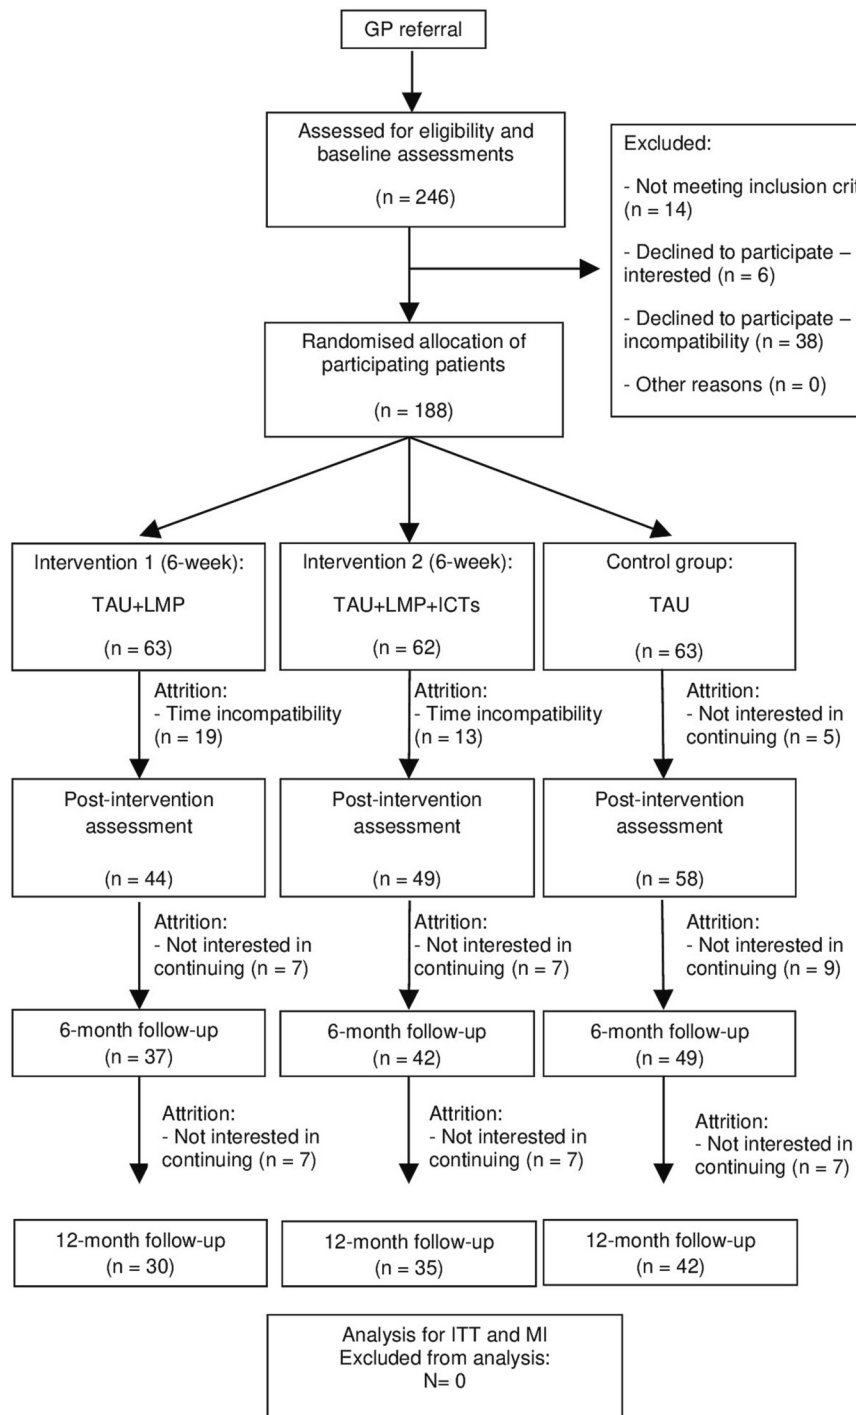 GP referral
Assessed for eligibility and
baseline assessments
(n = 246)
Excluded:
- Not meeting inclusion
(n = 14)
- Declined to participate –
interested (n = 6)
- Declined to participate –
incompatibility (n = 38)
- Other reasons (n = 0)
Randomised allocation of
participating patients
(n = 188)
Intervention 1 (6-week):
TAU+LMP
(n = 63)
Intervention 2 (6-week):
TAU+LMP+ICTs
(n = 62)
Control group:
TAU
(n = 63)
Attrition:
- Time incompatibility
(n = 19)
Attrition:
- Time incompatibility
(n = 13)
Attrition:
- Not interested in
continuing (n = 5)
Post-intervention
assessment
(n = 44)
Post-intervention
assessment
(n = 49)
Post-intervention
assessment
(n = 58)
Attrition:
- Not interested in
continuing (n = 7)
Attrition:
- Not interested in
continuing (n = 7)
Attrition:
- Not interested in
continuing (n = 9)
6-month follow-up
(n = 37)
6-month follow-up
(n = 42)
6-month follow-up
(n = 49)
Attrition:
- Not interested in
continuing (n = 7)
Attrition:
- Not interested in
continuing (n = 7)
Attrition:
- Not interested in
continuing (n = 7)
12-month follow-up
(n = 30)
12-month follow-up
(n = 35)
12-month follow-up
(n = 42)
Analysis for ITT and MI
Excluded from analysis:
N= 0